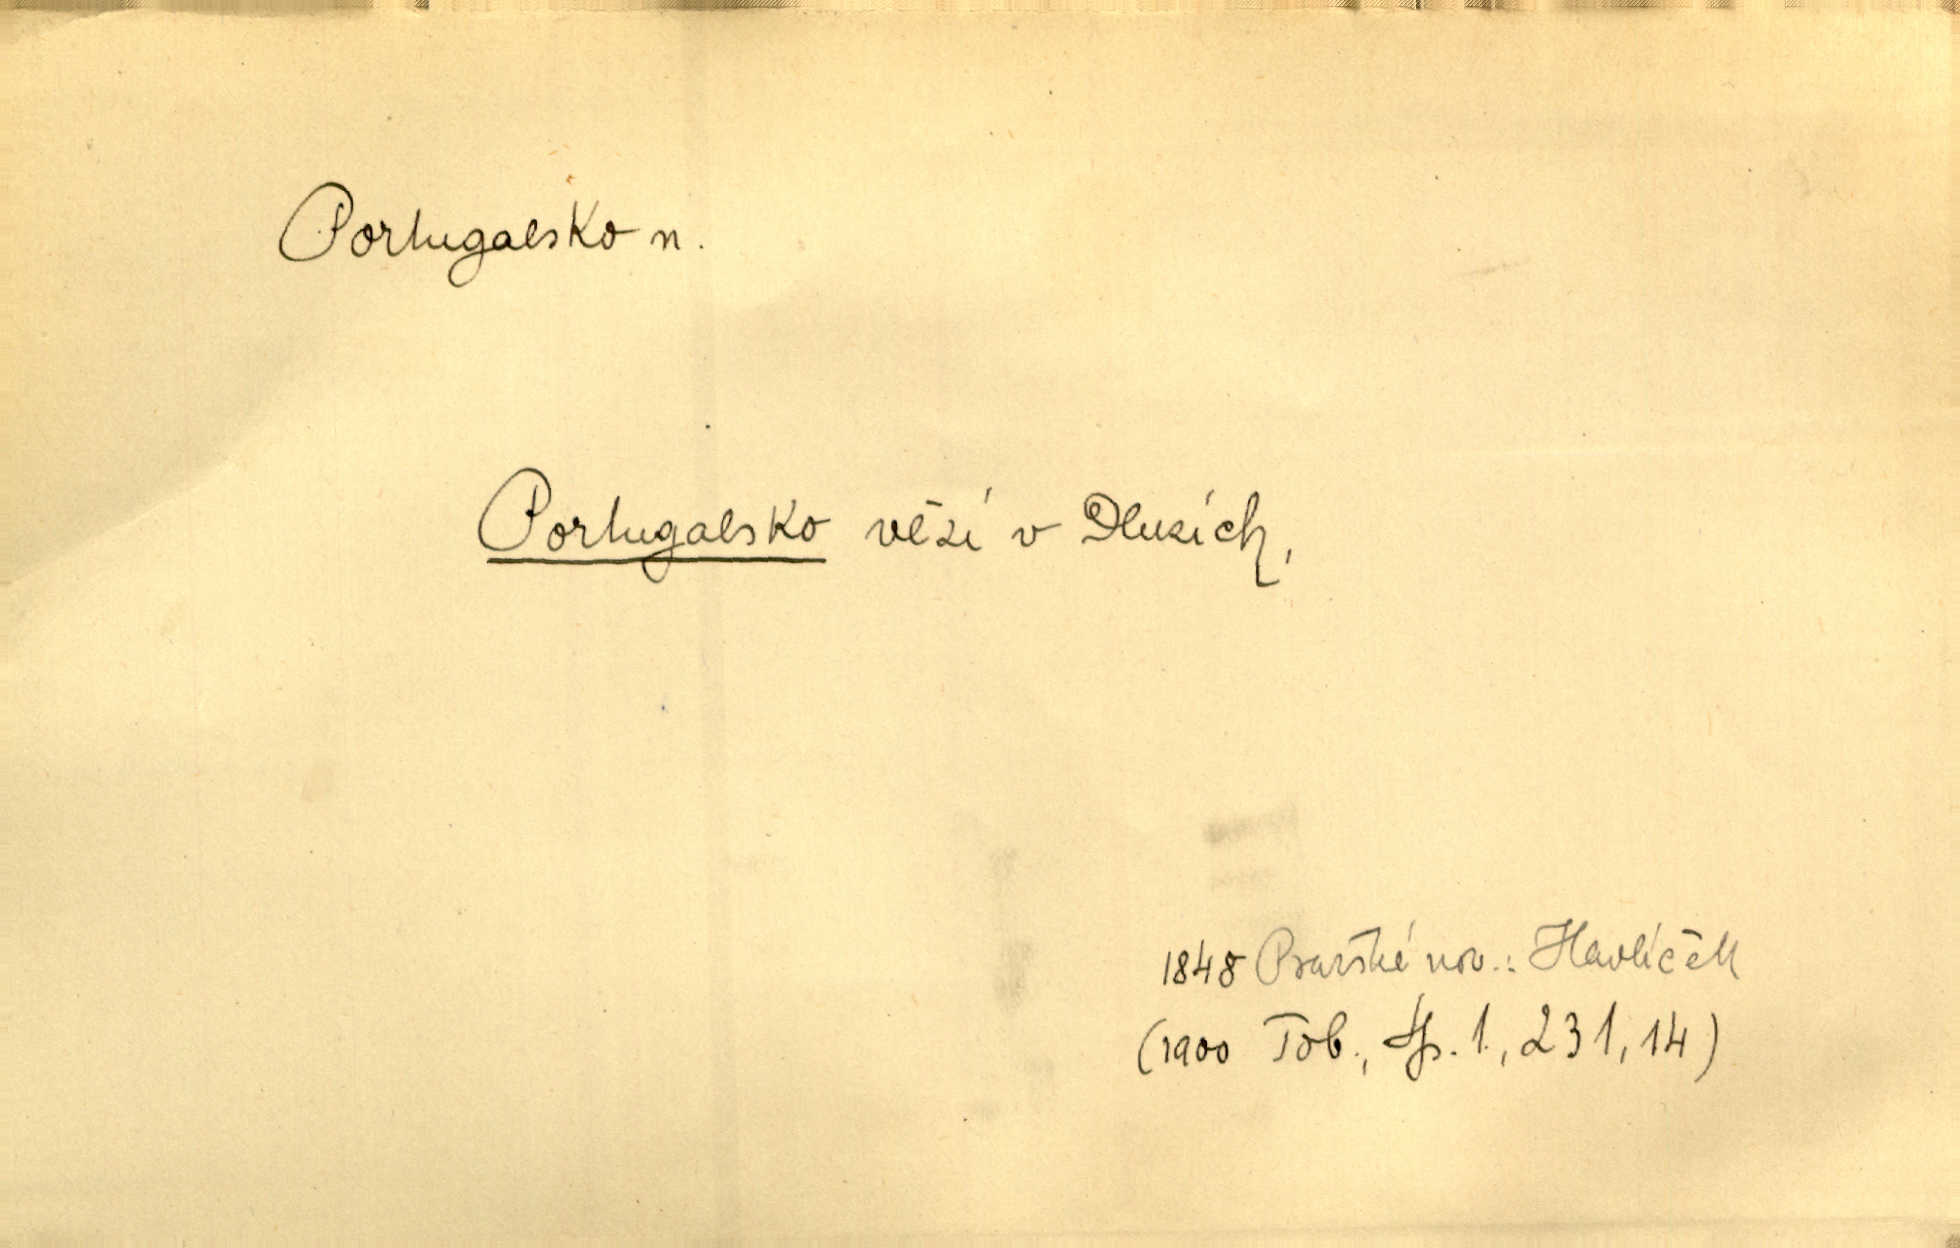 Portugalsko n.
Portugalsko vězí v Dluzích,
1848 Pražské nov.: Havlíček
(1900 Tob., Sp. 1, 231, 14)